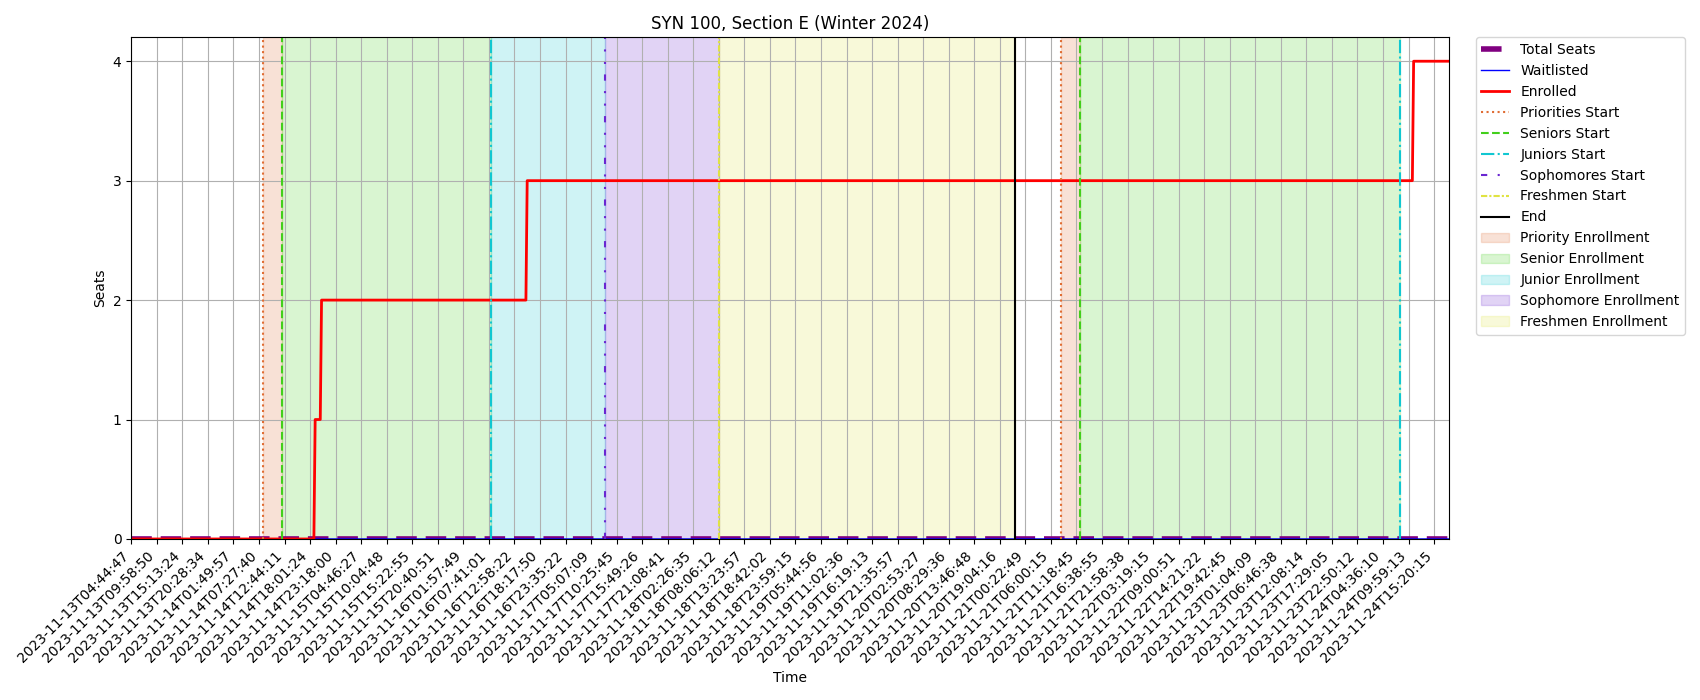 SYN 100, Section E (Winter 2024)
4
3
2
1
0
Seats
2023-11-13T04:44:47
2023-11-13T09:58:50
2023-11-13T15:13:24
2023-11-13T20:28:34
2023-11-14T01:49:57
2023-11-14T07:27:40
2023-11-14T12:44:11
2023-11-14T18:01:24
2023-11-14T23:18:00
2023-11-15T04:46:27
2023-11-15T10:04:48
2023-11-15T15:22:55
2023-11-15T20:40:51
2023-11-16T01:57:49
2023-11-16T07:41:01
2023-11-16T12:58:22
2023-11-16T18:17:50
2023-11-16T23:35:22
2023-11-17T05:07:09
2023-11-17T10:25:45
2023-11-17T15:49:26
2023-11-17T21:08:41
2023-11-18T02:26:35
2023-11-18T08:06:12
2023-11-18T13:23:57
2023-11-18T18:42:02
2023-11-18T23:59:15
2023-11-19T05:44:56
2023-11-19T11:02:36
2023-11-19T16:19:13
2023-11-19T21:35:57
2023-11-20T02:53:27
2023-11-20T08:29:36
2023-11-20T13:46:48
2023-11-20T19:04:16
2023-11-21T00:22:49
2023-11-21T06:00:15
2023-11-21T11:18:45
2023-11-21T16:38:55
2023-11-21T21:58:38
2023-11-22T03:19:15
2023-11-22T09:00:51
2023-11-22T14:21:22
2023-11-22T19:42:45
2023-11-23T01:04:09
2023-11-23T06:46:38
2023-11-23T12:08:14
2023-11-23T17:29:05
2023-11-23T22:50:12
2023-11-24T04:36:10
2023-11-24T09:59:13
2023-11-24T15:20:15
Time
Total Seats
Waitlisted
Enrolled
Priorities Start
Seniors Start
Juniors Start
Sophomores Start
Freshmen Start
End
Priority Enrollment
Senior Enrollment
Junior Enrollment
Sophomore Enrollment
Freshmen Enrollment